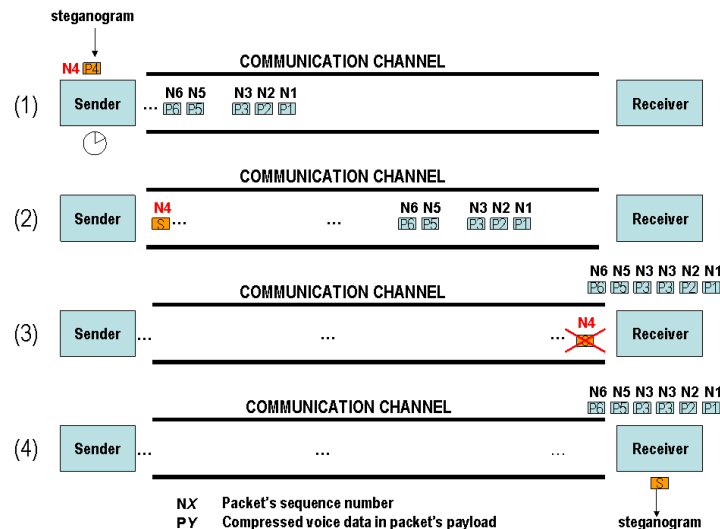 steganogram
N4 P4
COMMUNICATION CHANNEL
(1) Sender ... N6 N5 N3 N2 N1 Receiver
P6 P5 P3 P2 P1
COMMUNICATION CHANNEL
(2) Sender N4 ... ... N6 N5 N3 N2 N1 Receiver
S P6 P5 P3 P2 P1
N6 N5 N3 N3 N2 N1
COMMUNICATION CHANNEL P6 P5 P3 P3 P2 P1
N4
(3) Sender ... ... ... Receiver
N6 N5 N3 N3 N2 N1
COMMUNICATION CHANNEL P6 P5 P3 P3 P2 P1
(4) Sender ... ... ... Receiver
S
NX Packet's sequence number
PY Compressed voice data in packet's payload
steganogram